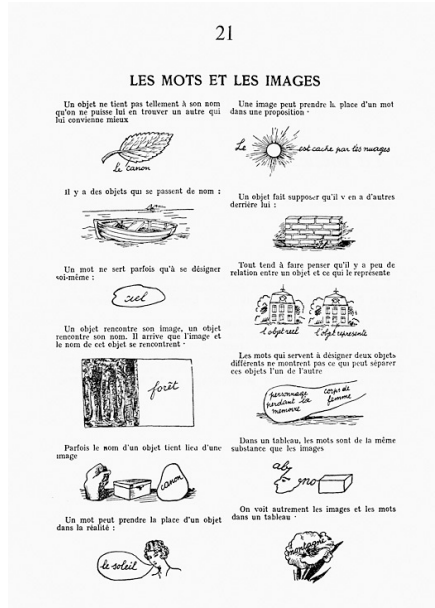 21
LES MOTS ET LES IMAGES
Un objet ne tient pas tellement à son nom
qu'on ne puisse lui en trouver un autre qui
lui convienne mieux
Le canon
Il y a des objets qui se passent de nom :
Un mot ne sert parfois qu'à se désigner
soi-même :
ciel
Un objet rencontre son image, un objet
rencontre son nom. Il arrive que l'image et
le nom de cet objet se rencontrent ·
forêt
Parfois le nom d'un objet tient lieu d'une
image
canon
Un mot peut prendre la place d'un objet
dans la réalité :
le soleil
Une image peut prendre la place d'un mot
dans une proposition ·
Le est caché par les nuages
Un objet fait supposer qu'il y en a d'autres
derrière lui :
Tout tend à faire penser qu'il y a peu de
relation entre un objet et ce qui le représente
l'objet réel l'objet représenté
Les mots qui servent à désigner deux objets
différents ne montrent pas ce qui peut séparer
ces objets l'un de l'autre
personnage
perdant la
mémoire
corps de
femme
Dans un tableau, les mots sont de la même
substance que les images
On voit autrement les images et les mots
dans un tableau ·
montagne